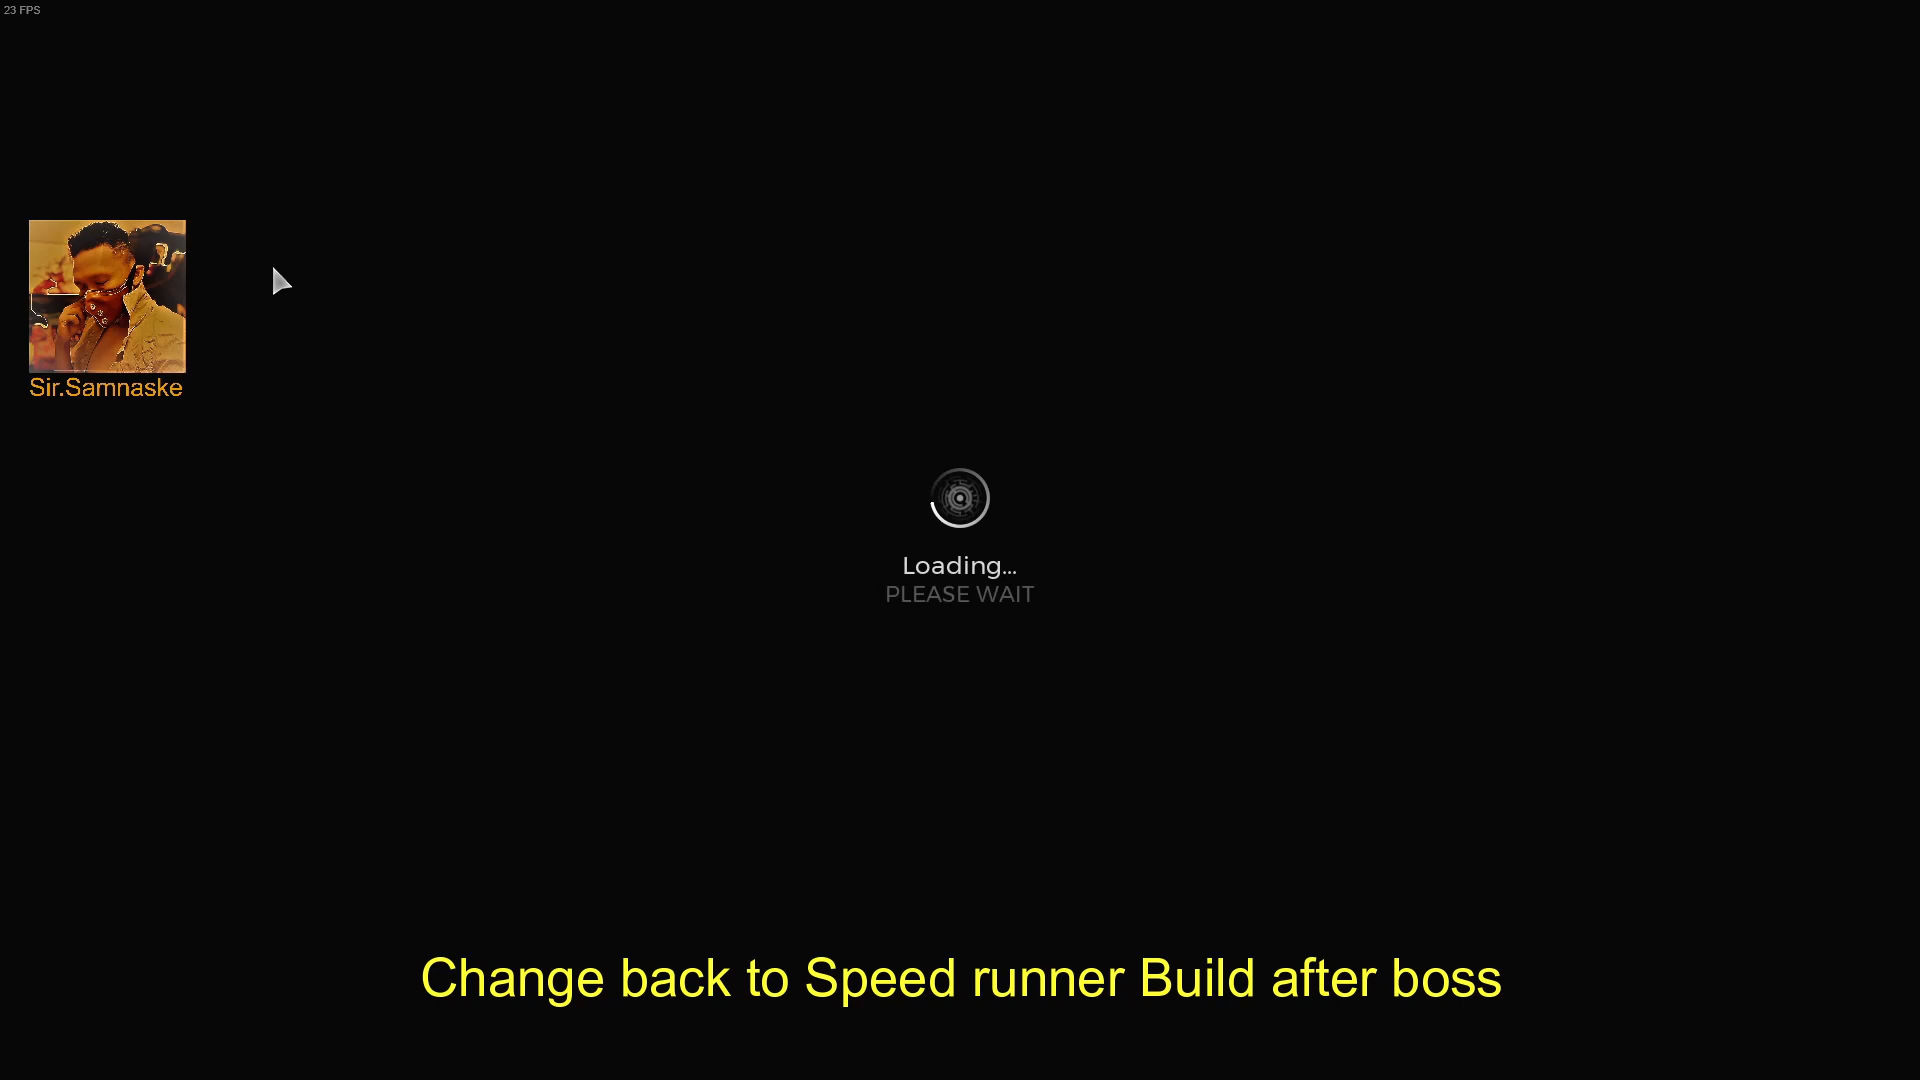 23 FPS
Sir.Samnaske
Loading...
PLEASE WAIT
Change back to Speed runner Build after boss